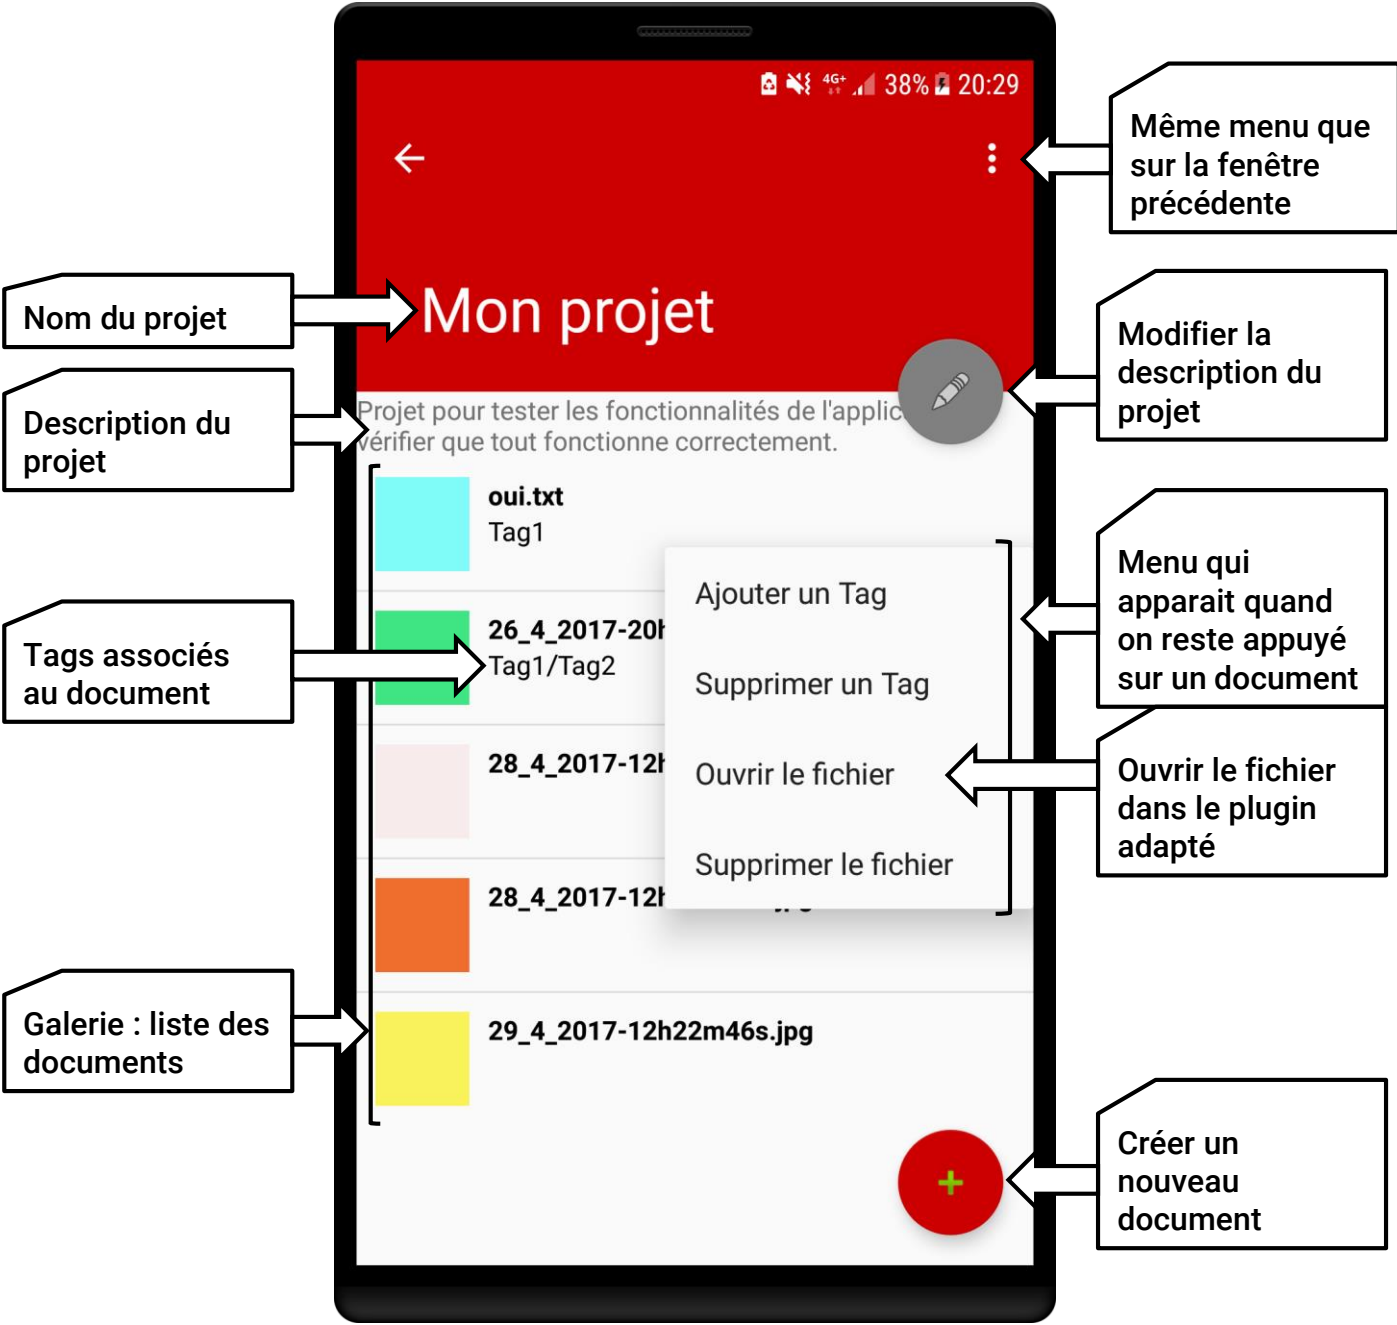 4G+ 38% 20:29
Même menu que
sur la fenêtre
précédente
Nom du projet
Mon projet
Modifier la
description du
projet
Description du
projet
Projet pour tester les fonctionnalités de l'applic
vérifier que tout fonctionne correctement.
oui.txt
Tag1
Menu qui
apparait quand
on reste appuyé
sur un document
Ajouter un Tag
Supprimer un Tag
Ouvrir le fichier
Supprimer le fichier
Tags associés
au document
26_4_2017-20h
Tag1/Tag2
28_4_2017-12h
Ouvrir le fichier
dans le plugin
adapté
28_4_2017-12h
Galerie : liste des
documents
29_4_2017-12h22m46s.jpg
Créer un
nouveau
document
+